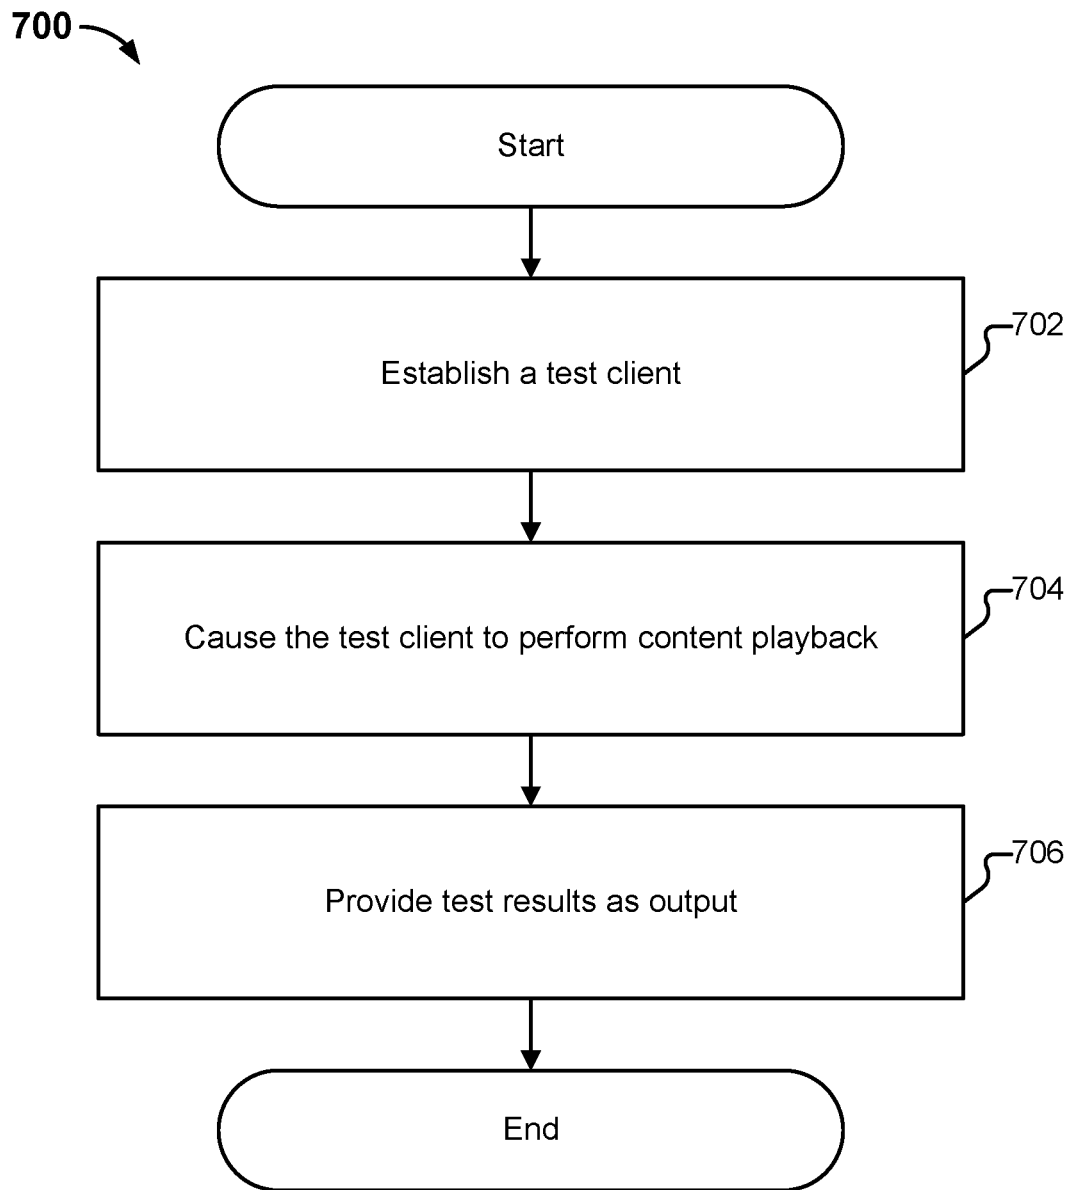 700
Start
Establish a test client
702
Cause the test client to perform content playback
704
Provide test results as output
706
End